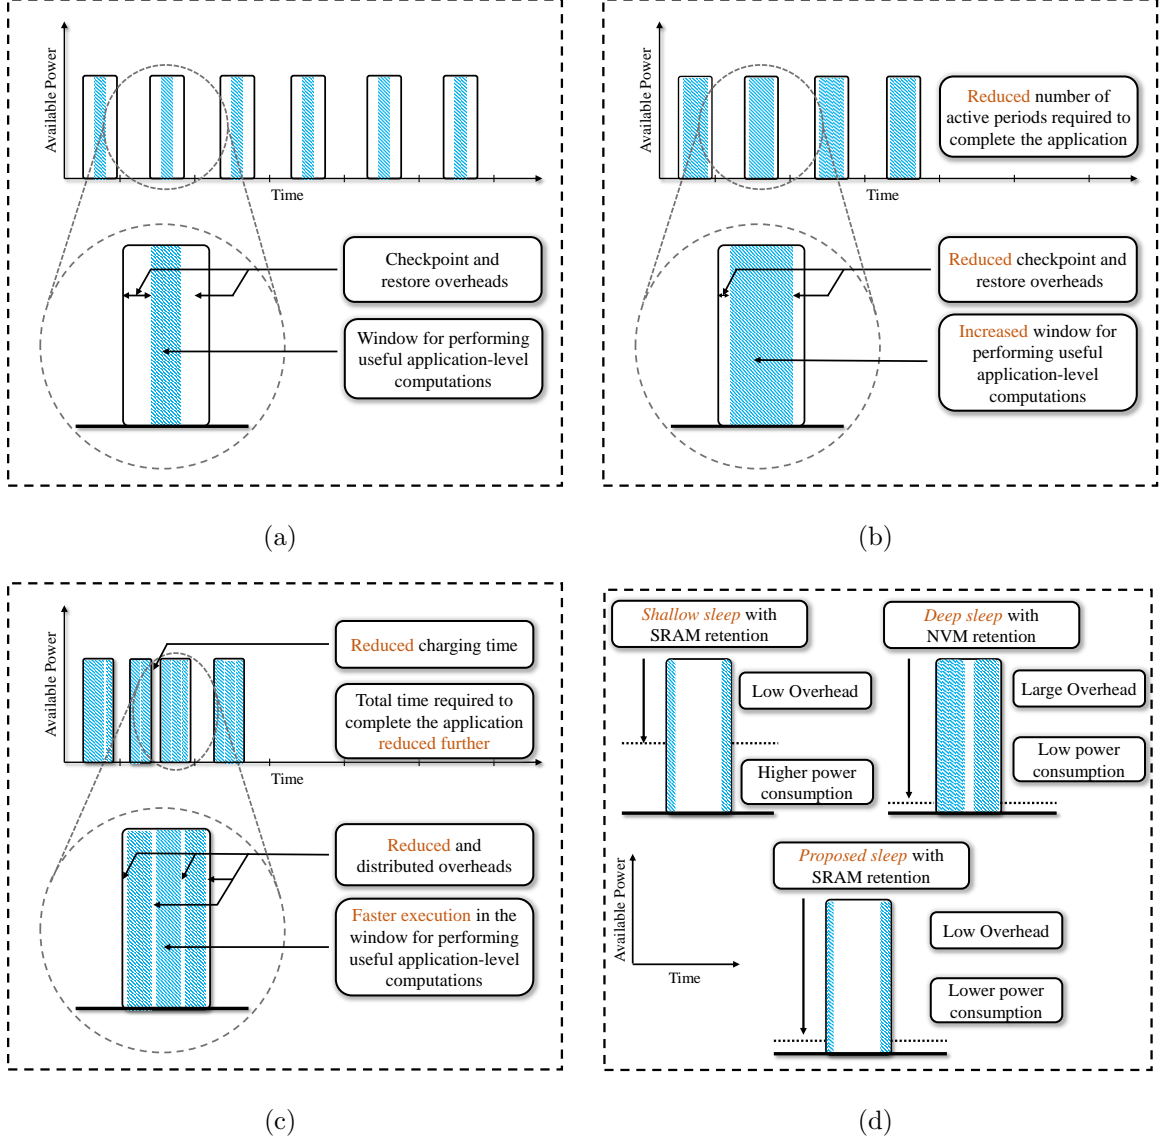 Available Power
Time
Checkpoint and
restore overheads
Window for performing
useful application-level
computations
(a)
Available Power
Time
Reduced number of
active periods required to
complete the application
Reduced checkpoint and
restore overheads
Increased window for
performing useful
application-level
computations
(b)
Available Power
Time
Reduced charging time
Total time required to
complete the application
reduced further
Reduced and
distributed overheads
Faster execution in the
window for performing
useful application-level
computations
(c)
Shallow sleep with
SRAM retention
Low Overhead
Higher power
consumption
Deep sleep with
NVM retention
Large Overhead
Low power
consumption
Proposed sleep with
SRAM retention
Available Power
Time
Low Overhead
Lower power
consumption
(d)